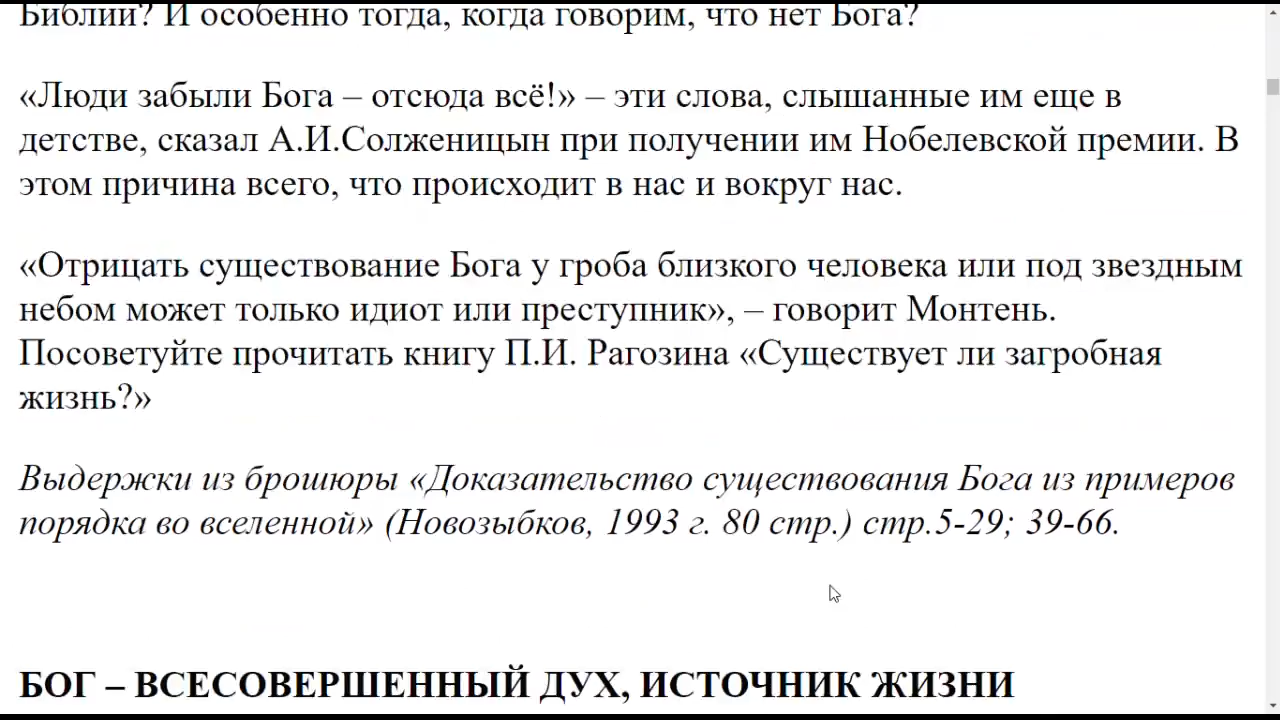 Библии? И особенно тогда, когда говорим, что нет Бога?
«Люди забыли Бога – отсюда всё!» – эти слова, слышанные им еще в
детстве, сказал А.И.Солженицын при получении им Нобелевской премии. В
этом причина всего, что происходит в нас и вокруг нас.
«Отрицать существование Бога у гроба близкого человека или под звездным
небом может только идиот или преступник», – говорит Монтень.
Посоветуйте прочитать книгу П.И. Рагозина «Существует ли загробная
жизнь?»
Выдержки из брошюры «Доказательство существования Бога из примеров
порядка во вселенной» (Новозыбков, 1993 г. 80 стр.) стр.5-29; 39-66.
БОГ – ВСЕСОВЕРШЕННЫЙ ДУХ, ИСТОЧНИК ЖИЗНИ